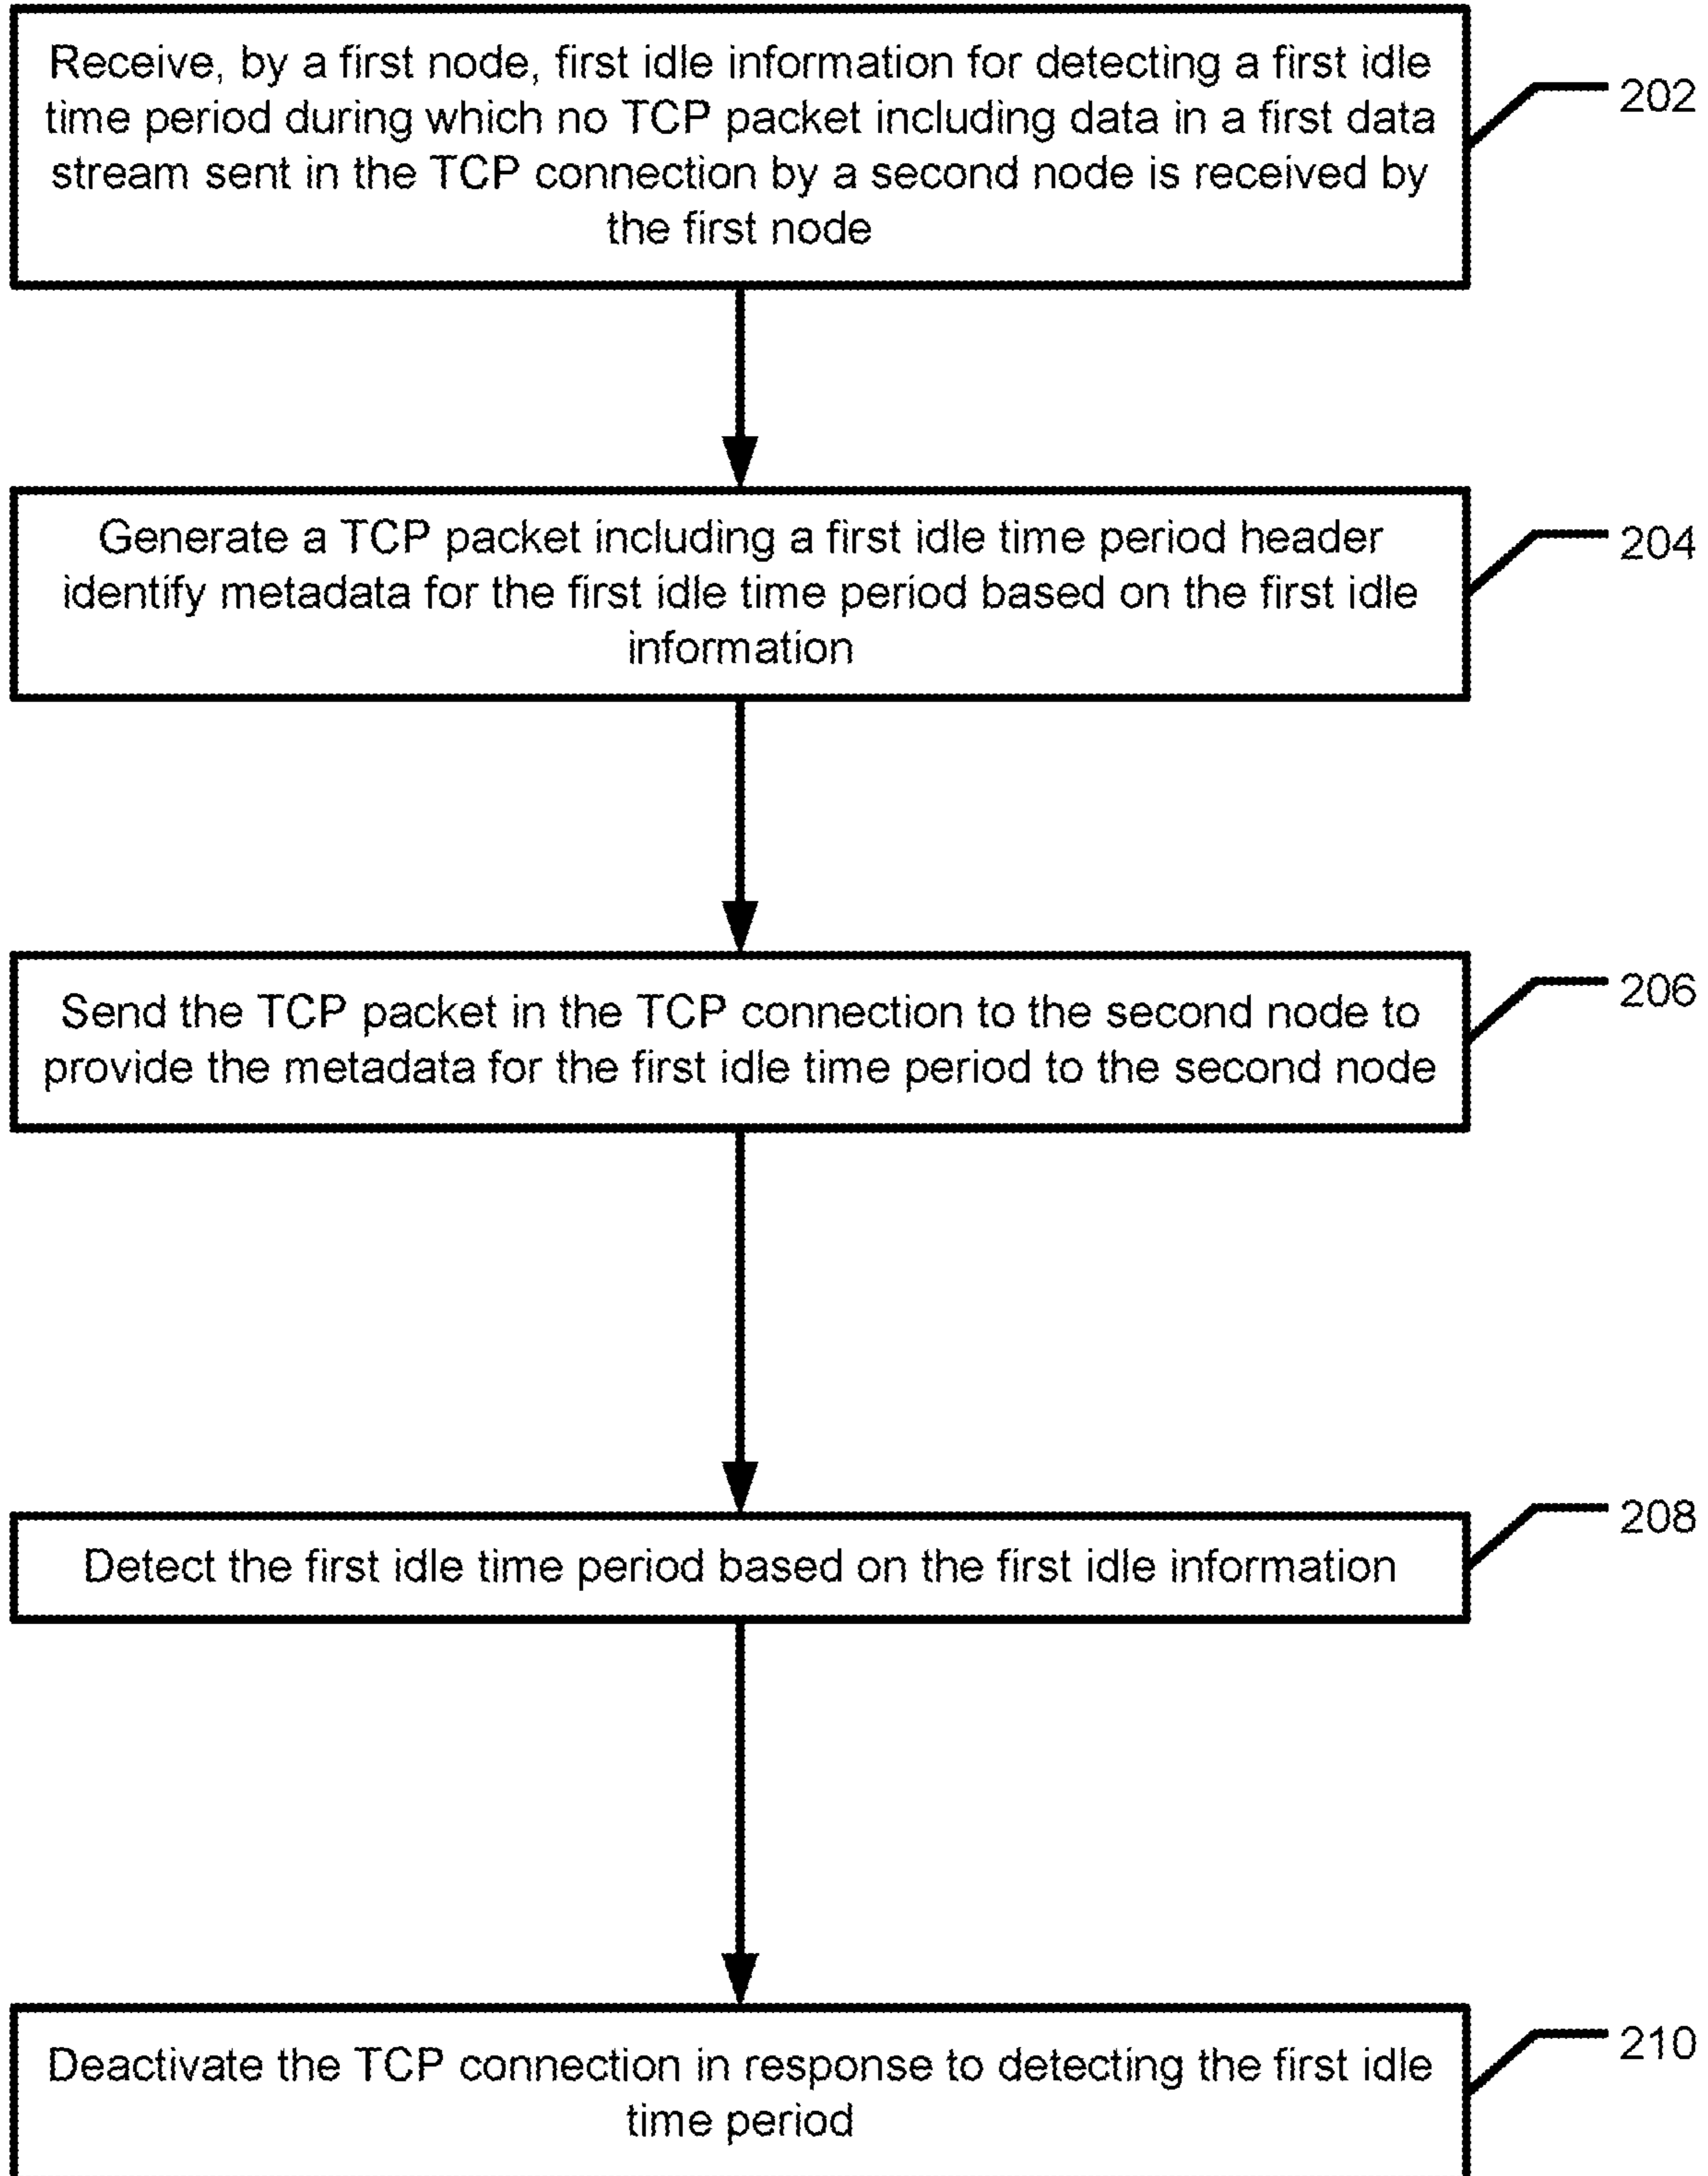 Receive, by a first node, first idle information for detecting a first idle
time period during which no TCP packet including data in a first data
stream sent in the TCP connection by a second node is received by
the first node
202
Generate a TCP packet including a first idle time period header
identify metadata for the first idle time period based on the first idle
information
204
Send the TCP packet in the TCP connection to the second node to
provide the metadata for the first idle time period to the second node
206
Detect the first idle time period based on the first idle information
208
Deactivate the TCP connection in response to detecting the first idle
time period
210